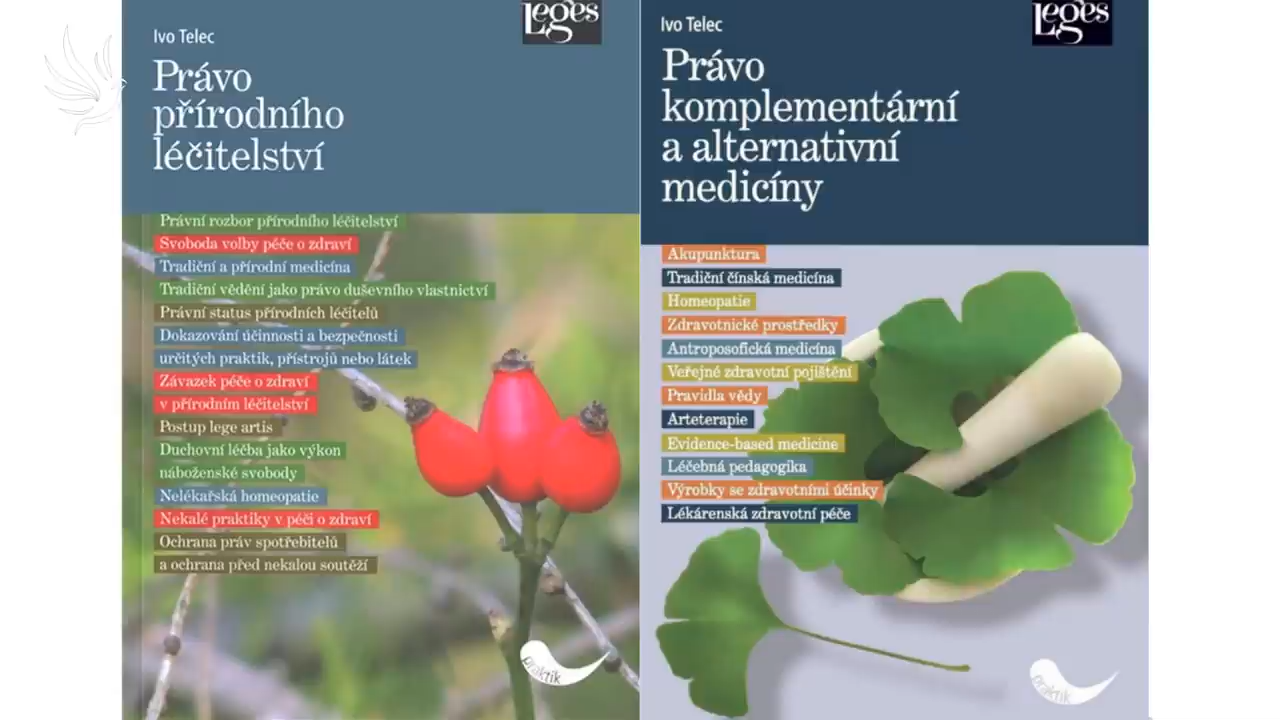 Ivo Telec
Leges
Právo
přírodního
léčitelství
Právní rozbor přírodního léčitelství
Svoboda volby péče o zdraví
Tradiční a přírodní medicína
Tradiční vědění jako právo duševního vlastnictví
Právní status přírodních léčitelů
Dokazování účinnosti a bezpečnosti
určitých praktik, přístrojů nebo látek
Závazek péče o zdraví
v přírodním léčitelství
Postup lege artis
Duchovní léčba jako výkon
náboženské svobody
Nelékařská homeopatie
Nekalé praktiky v péči o zdraví
Ochrana práv spotřebitelů
a ochrana před nekalou soutěží
praktik
Ivo Telec
Leges
Právo
komplementární
a alternativní
medicíny
Akupunktura
Tradiční čínská medicína
Homeopatie
Zdravotnické prostředky
Antroposofická medicína
Veřejné zdravotní pojištění
Pravidla vědy
Arteterapie
Evidence-based medicine
Léčebná pedagogika
Výrobky se zdravotními účinky
Lékárenská zdravotní péče
praktik